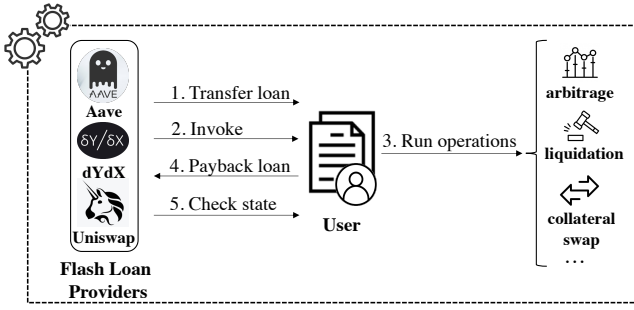 AAVE
Aave
δY/δX
dYdX
Uniswap
Flash Loan
Providers
1. Transfer loan
2. Invoke
4. Payback loan
5. Check state
User
3. Run operations
arbitrage
liquidation
collateral
swap
...